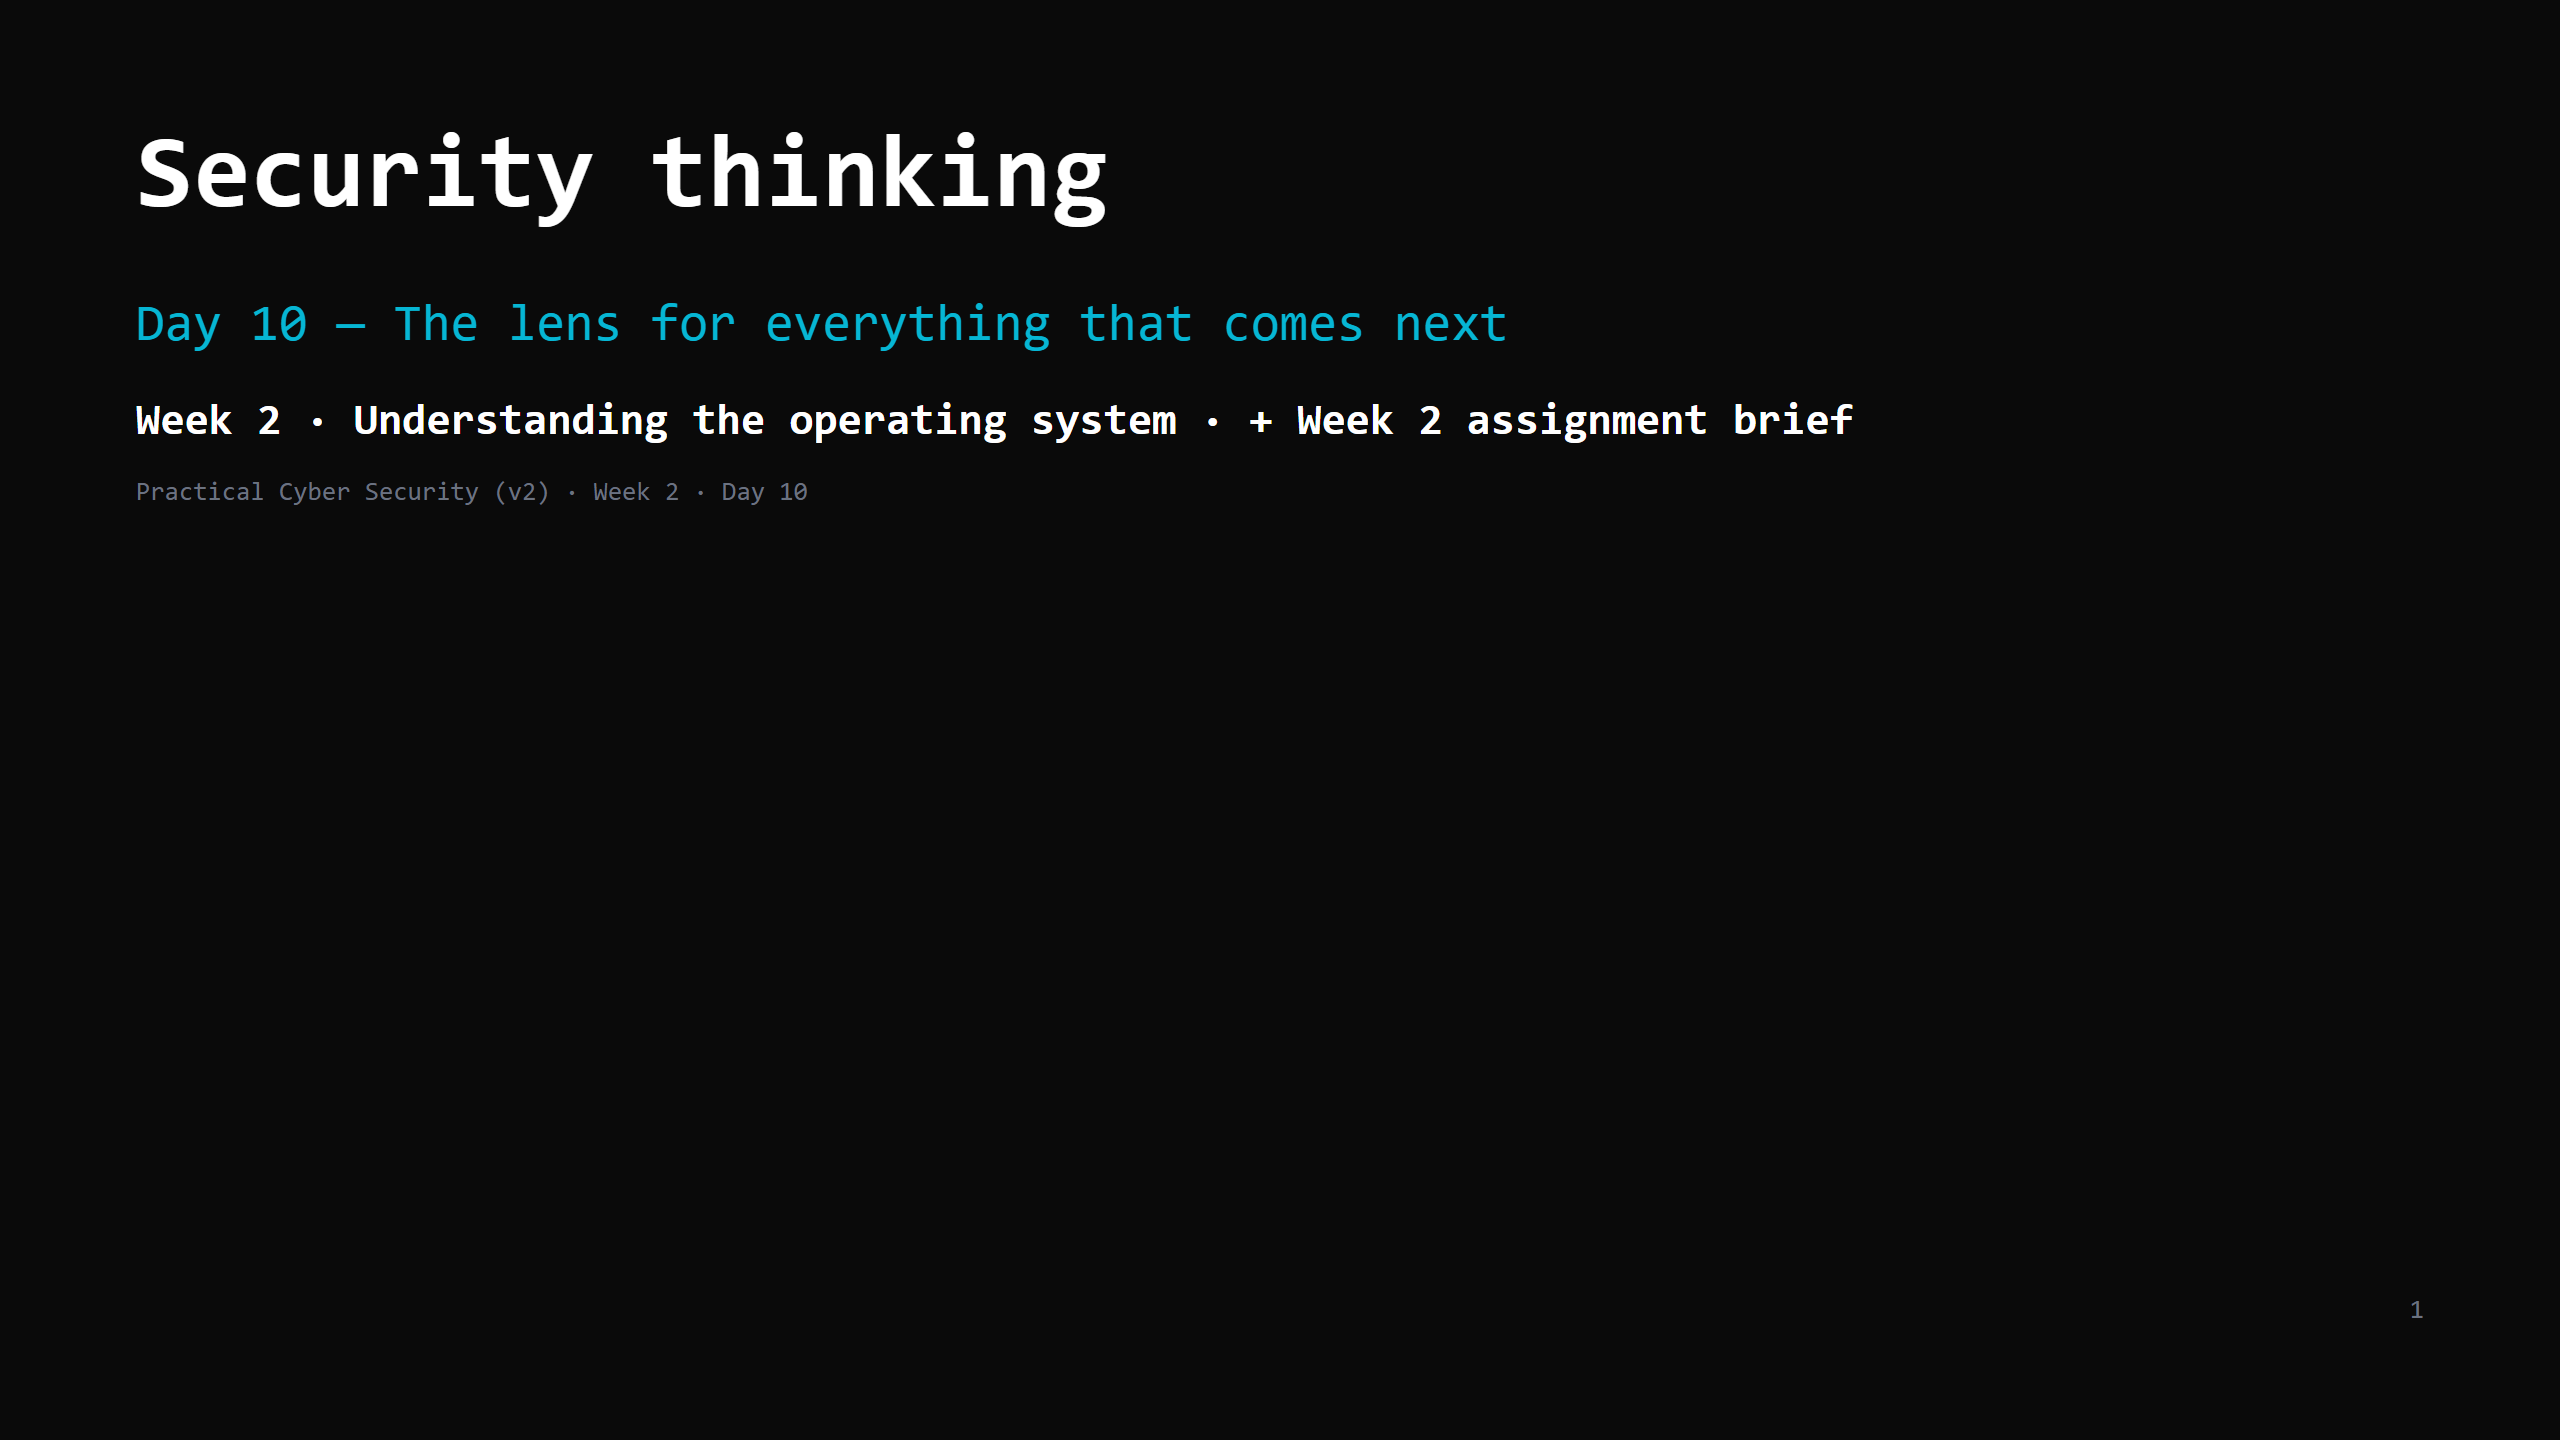 Security thinking
Day 10 — The lens for everything that comes next
Week 2 · Understanding the operating system · + Week 2 assignment brief
Practical Cyber Security (v2) · Week 2 · Day 10
1